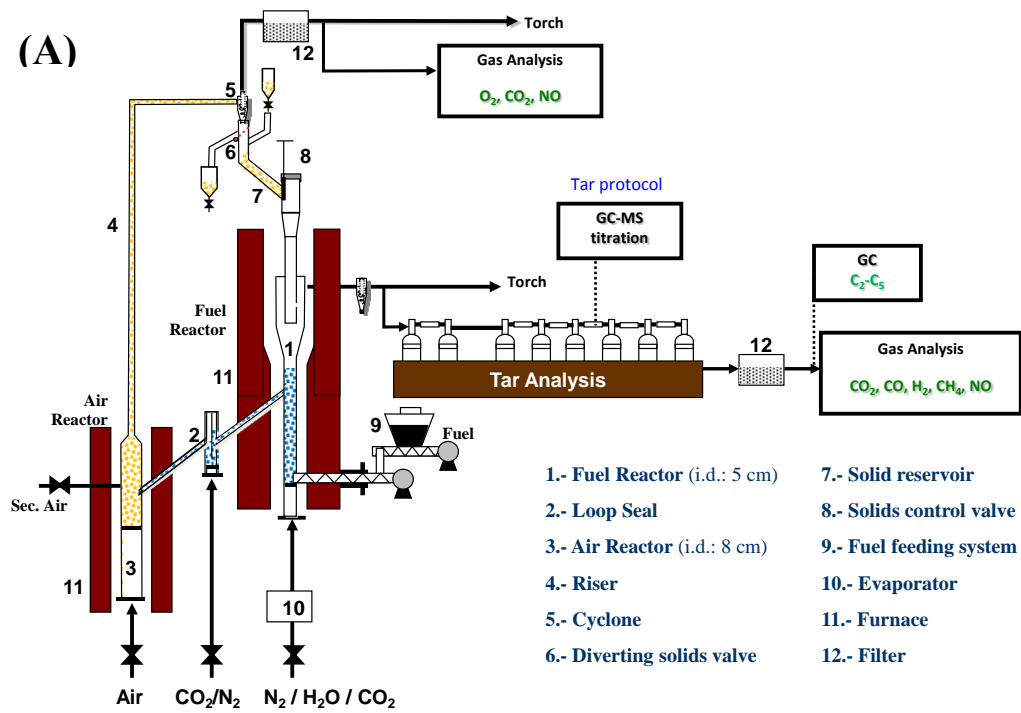 (A)
Torch
12
Gas Analysis
O₂, CO₂, NO
5
6
8
7
4
Tar protocol
GC-MS
titration
GC
C₂-C₅
Torch
Fuel
Reactor
1
12
Gas Analysis
CO₂, CO, H₂, CH₄, NO
Tar Analysis
11
Air
Reactor
2
9
Fuel
Sec. Air
3
11
10
Air
CO₂/N₂
N₂ / H₂O / CO₂
1.- Fuel Reactor (i.d.: 5 cm)
2.- Loop Seal
3.- Air Reactor (i.d.: 8 cm)
4.- Riser
5.- Cyclone
6.- Diverting solids valve
7.- Solid reservoir
8.- Solids control valve
9.- Fuel feeding system
10.- Evaporator
11.- Furnace
12.- Filter